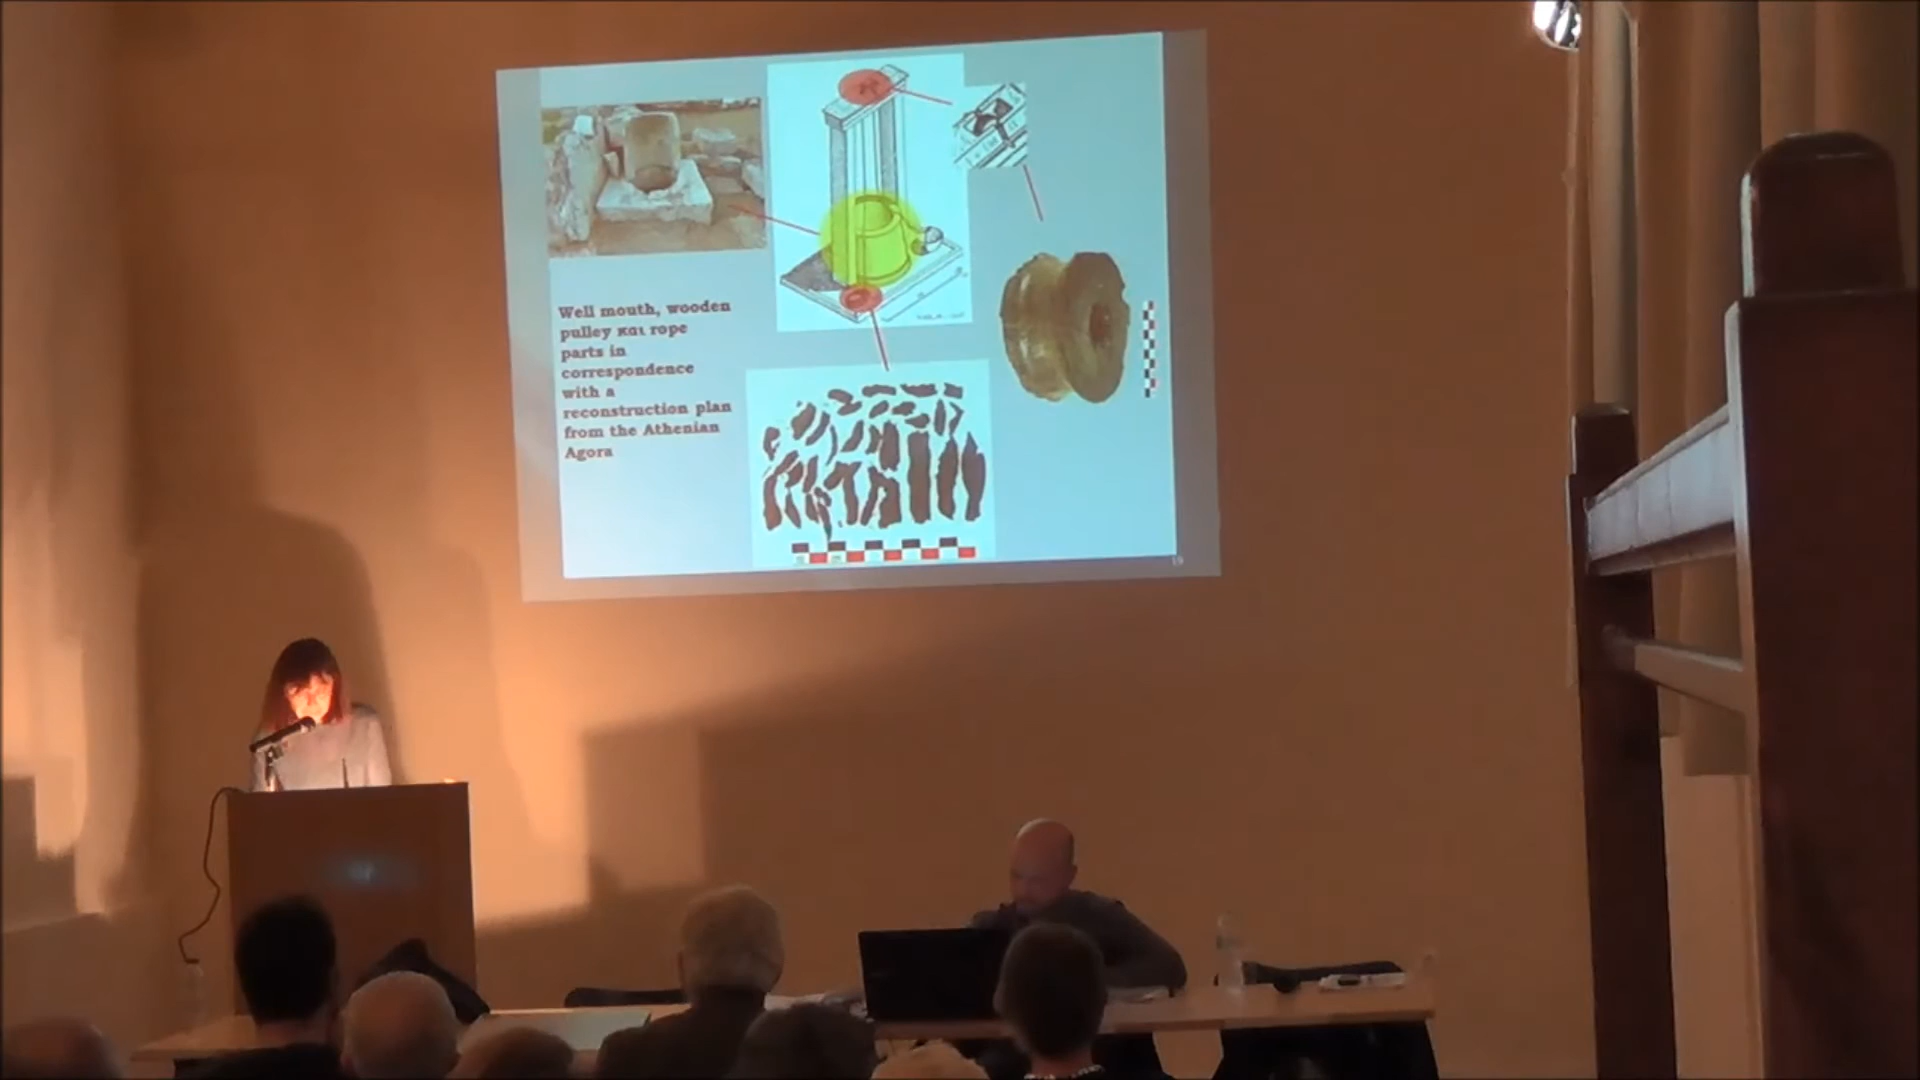 Well mouth, wooden
pulley και rope
parts in
correspondence
with a
reconstruction plan
from the Athenian
Agora